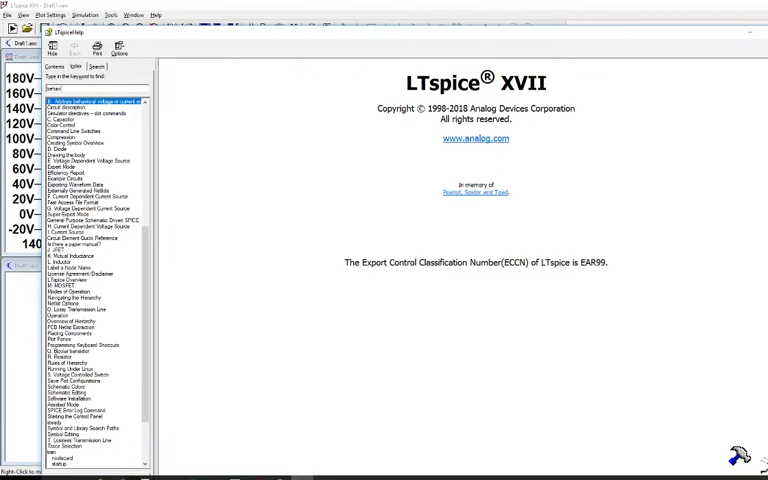 LTspice XVII - Draft1.asc
File View Plot Settings Simulation Tools Window Help
Draft1.asc
LTspiceHelp
Draft1.asc
Hide Back Print Options
Contents Index Search
Type in the keyword to find:
behav
B. Arbitrary behavioral voltage or current so
Circuit description
Simulator directives -- dot commands
C. Capacitor
Color Control
Command Line Switches
Compression
Creating Symbol Overview
D. Diode
Drawing the body
E. Voltage Dependent Voltage Source
Expert Mode
Efficiency Report
Example Circuits
Exporting Waveform Data
Externally Generated Netlists
F. Current Dependent Current Source
Fast Access File Format
G. Voltage Dependent Current Source
Super Expert Mode
General Purpose Schematic Driven SPICE
H. Current Dependent Voltage Source
I. Current Source
Circuit Element Quick Reference
Is there a paper manual?
J. JFET
K. Mutual Inductance
L. Inductor
Label a Node Name
License Agreement/Disclaimer
LTspice Overview
M. MOSFET
Modes of Operation
Navigating the Hierarchy
Netlist Options
O. Lossy Transmission Line
Operation
Overview of Hierarchy
PCB Netlist Extraction
Placing Components
Plot Panes
Programming Keyboard Shortcuts
Q. Bipolar transistor
R. Resistor
Rules of Hierarchy
Running Under Linux
S. Voltage Controlled Switch
Save Plot Configurations
Schematic Colors
Schematic Editing
Software Installation
Assisted Mode
SPICE Error Log Command
Starting the Control Panel
steady
Symbol and Library Search Paths
Symbol Editing
T. Lossless Transmission Line
Trace Selection
tran
nodecard
startup
180V
160V
140V
120V
100V
80V
60V
40V
20V
0V
-20V
140
LTspice® XVII
Copyright © 1998-2018 Analog Devices Corporation
All rights reserved.
www.analog.com
In memory of
Peanut, Spider and Toad.
The Export Control Classification Number(ECCN) of LTspice is EAR99.
Right-Click to m